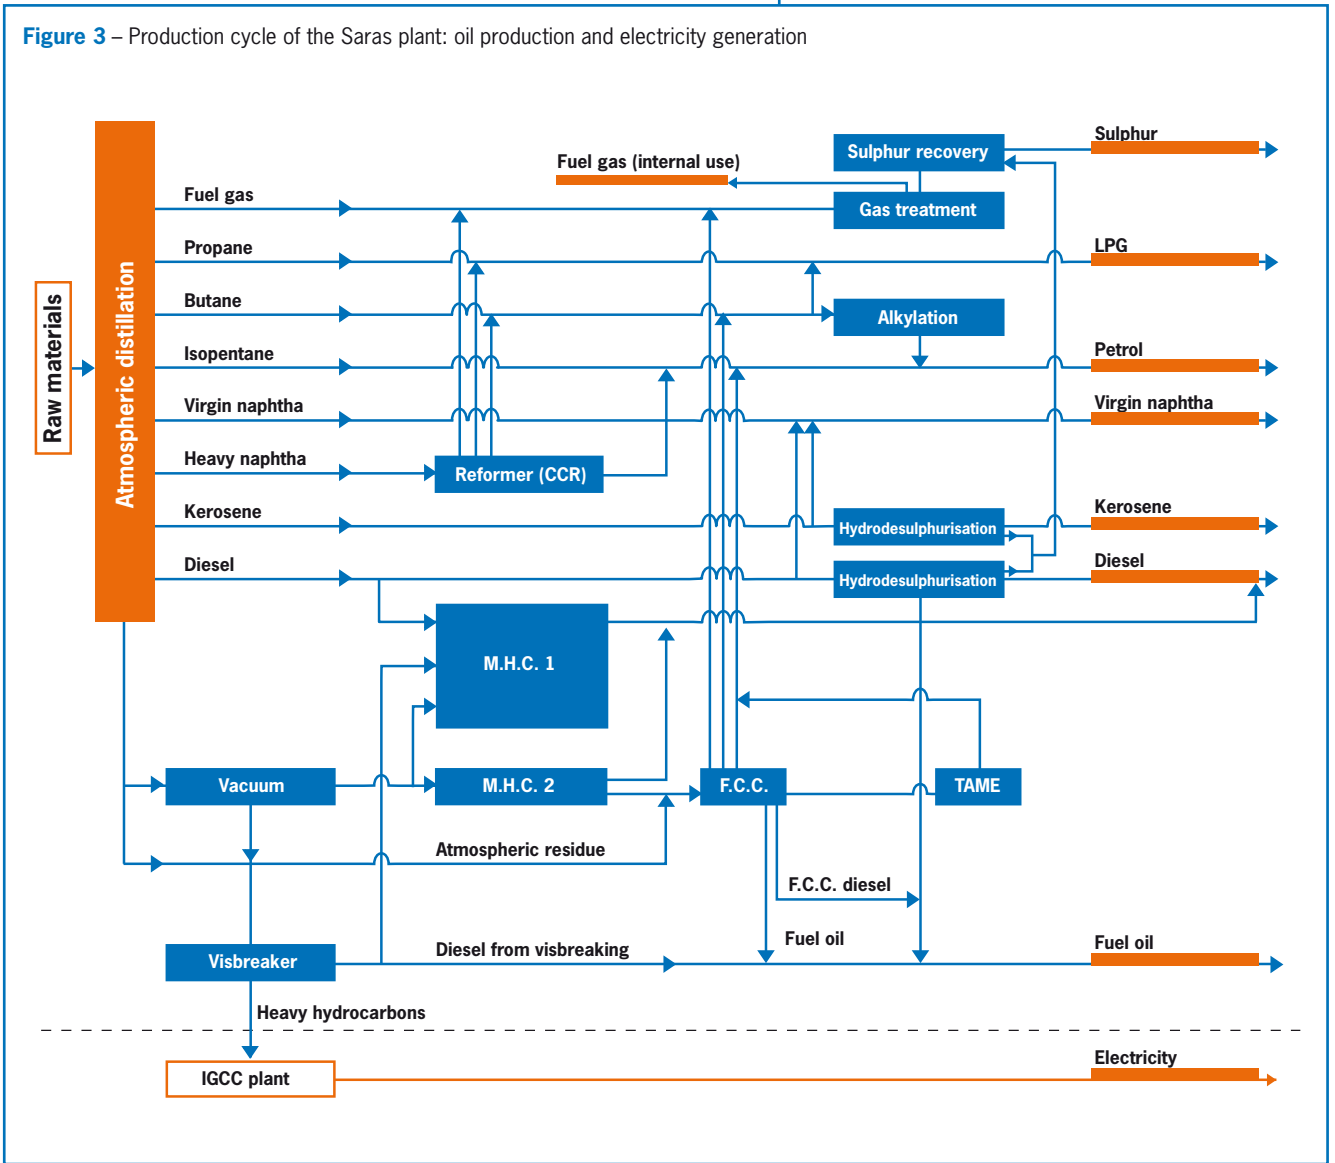 Figure 3 – Production cycle of the Saras plant: oil production and electricity generation
Sulphur
Sulphur recovery
Fuel gas (internal use)
Fuel gas
Gas treatment
Propane
LPG
Butane
Alkylation
Isopentane
Petrol
Raw materials
Atmospheric distillation
Virgin naphtha
Virgin naphtha
Heavy naphtha
Reformer (CCR)
Kerosene
Hydrodesulphurisation
Kerosene
Diesel
Hydrodesulphurisation
Diesel
M.H.C. 1
Vacuum
M.H.C. 2
F.C.C.
TAME
Atmospheric residue
F.C.C. diesel
Fuel oil
Diesel from visbreaking
Fuel oil
Visbreaker
Heavy hydrocarbons
IGCC plant
Electricity